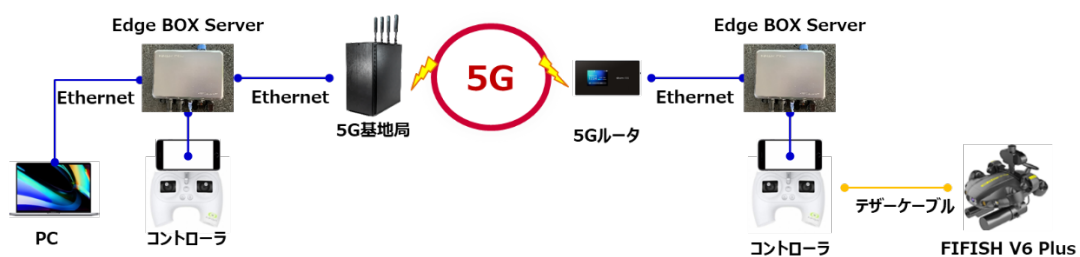 Edge BOX Server
Edge BOX Server
Ethernet
Ethernet
5G
Ethernet
5G基地局
5Gルータ
テザーケーブル
PC
コントローラ
コントローラ
FIFISH V6 Plus